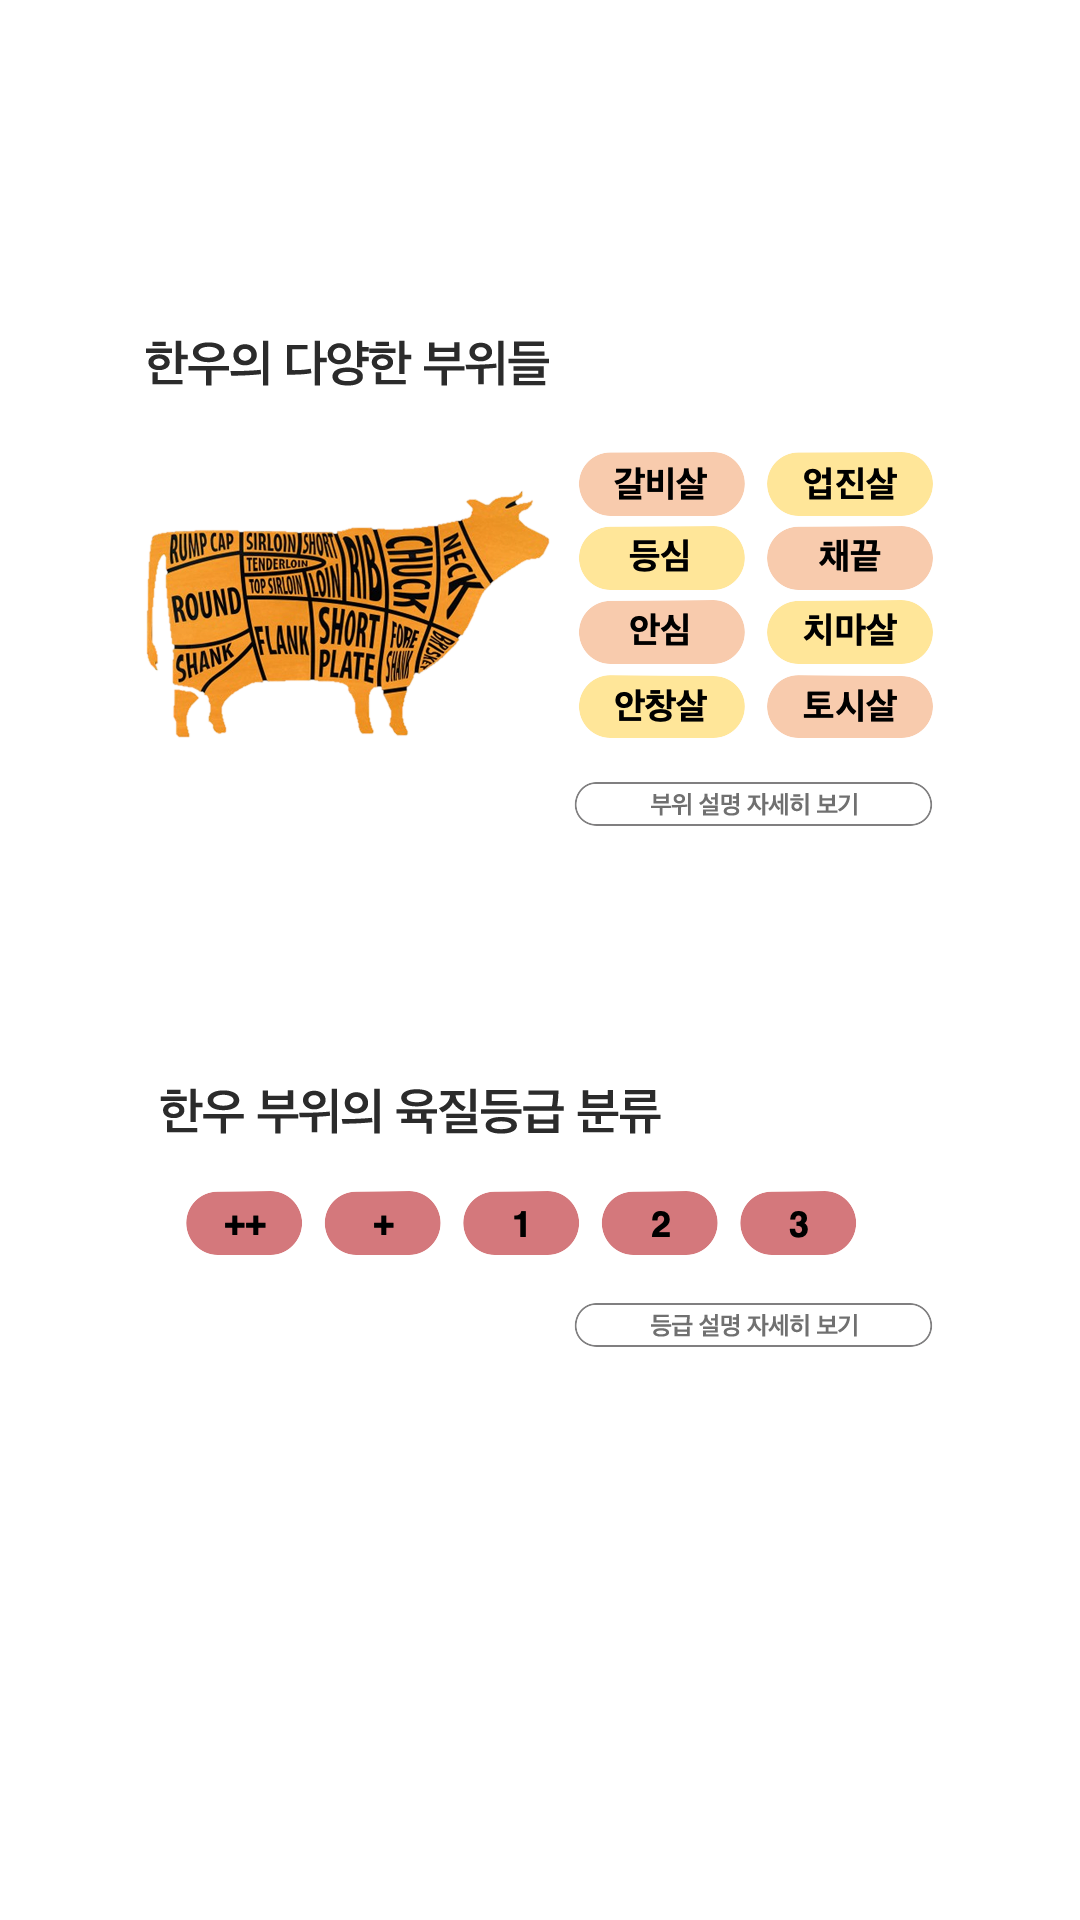 한우의 다양한 부위들
RUMP CAP
SIRLOIN
SHORT
LOIN
TENDERLOIN
TOP SIRLOIN
RIB
CHUCK
NECK
ROUND
SHANK
FLANK
SHORT
PLATE
FORE
SHANK
갈비살 업진살
등심 채끝
안심 치마살
안창살 토시살
부위 설명 자세히 보기
한우 부위의 육질등급 분류
++ + 1 2 3
등급 설명 자세히 보기